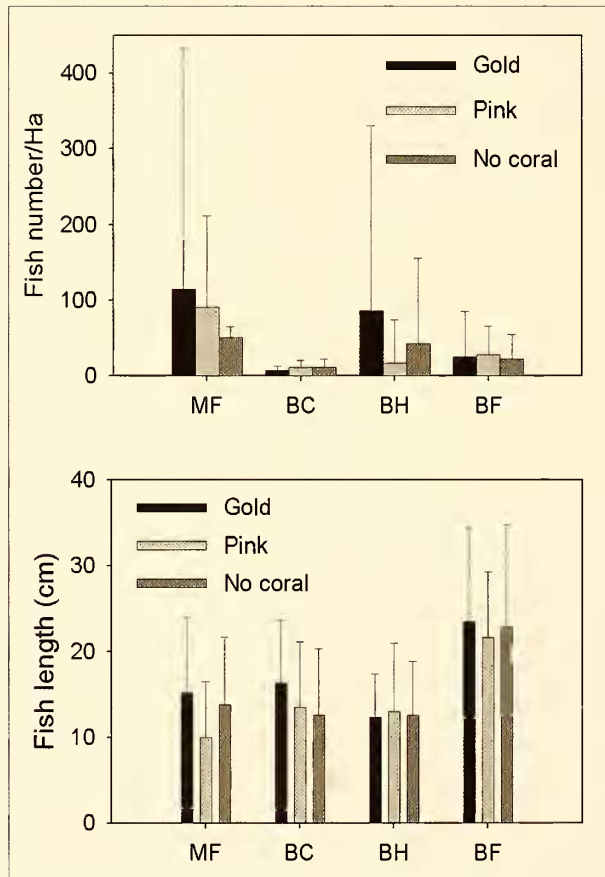 Fish number/Ha
400
300
200
100
0
Gold
Pink
No coral
MF BC BH BF
Fish length (cm)
40
30
20
10
0
Gold
Pink
No coral
MF BC BH BF